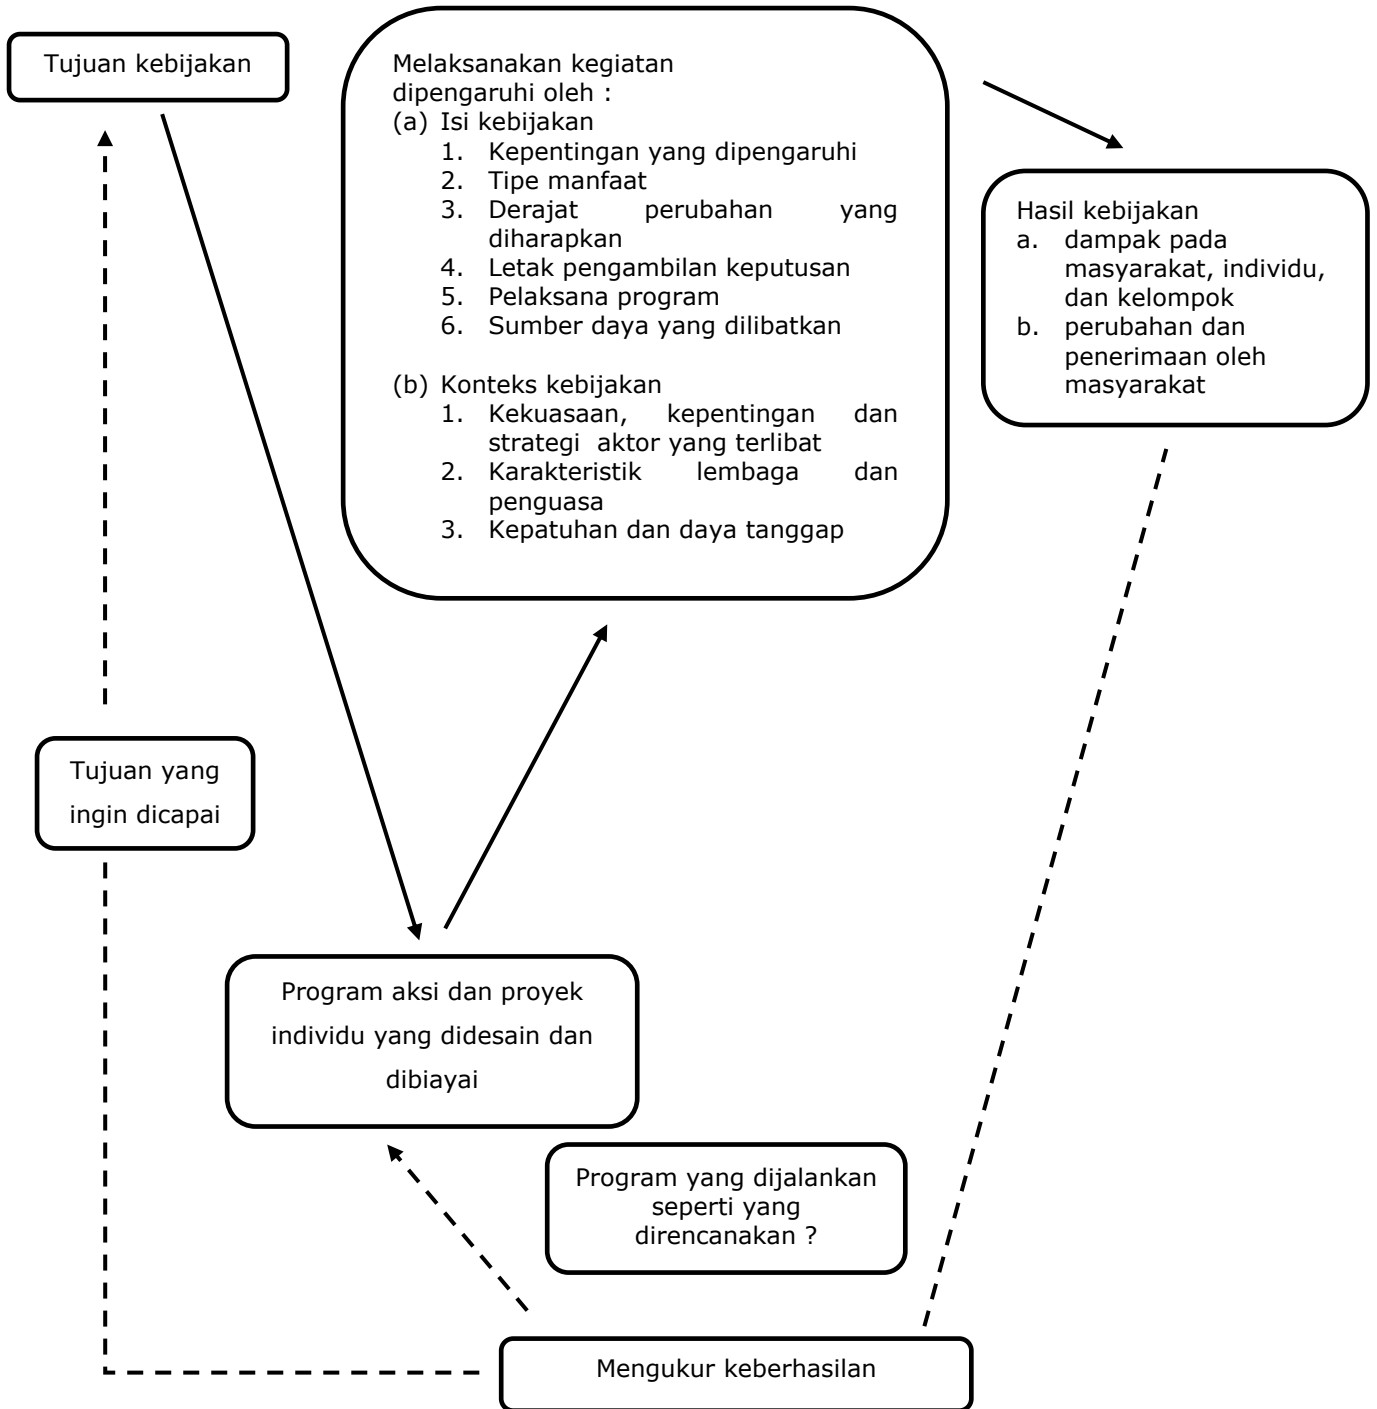 Tujuan kebijakan
Melaksanakan kegiatan
dipengaruhi oleh :
(a) Isi kebijakan
1. Kepentingan yang dipengaruhi
2. Tipe manfaat
3. Derajat perubahan yang
diharapkan
4. Letak pengambilan keputusan
5. Pelaksana program
6. Sumber daya yang dilibatkan
(b) Konteks kebijakan
1. Kekuasaan, kepentingan dan
strategi aktor yang terlibat
2. Karakteristik lembaga dan
penguasa
3. Kepatuhan dan daya tanggap
Hasil kebijakan
a. dampak pada
masyarakat, individu,
dan kelompok
b. perubahan dan
penerimaan oleh
masyarakat
Tujuan yang
ingin dicapai
Program aksi dan proyek
individu yang didesain dan
dibiayai
Program yang dijalankan
seperti yang
direncanakan ?
Mengukur keberhasilan